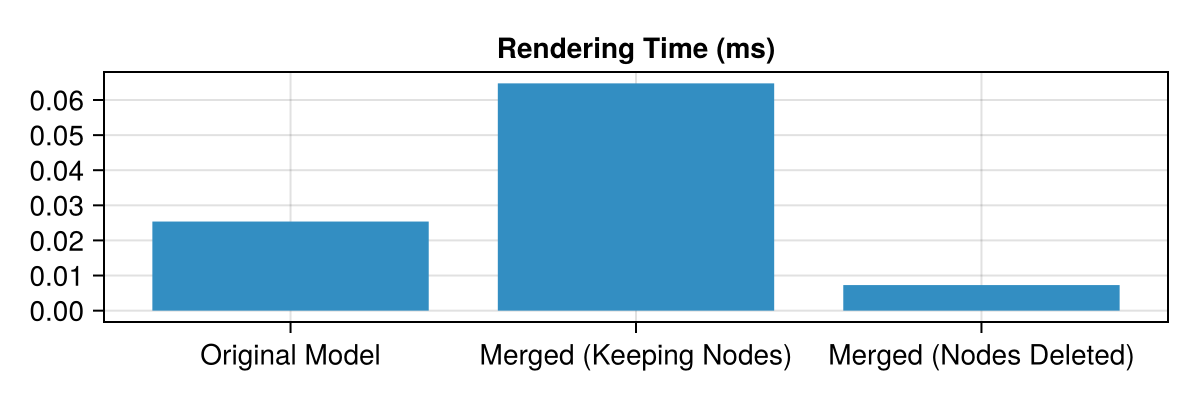 Rendering Time (ms)
0.06
0.05
0.04
0.03
0.02
0.01
0.00
Original Model
Merged (Keeping Nodes)
Merged (Nodes Deleted)